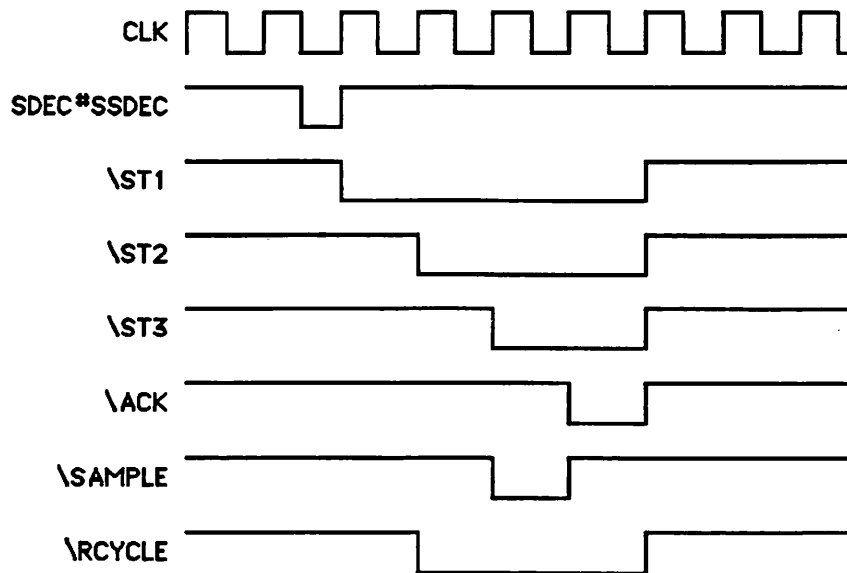 CLK
SDEC#SSDEC
\ST1
\ST2
\ST3
\ACK
\SAMPLE
\RCYCLE